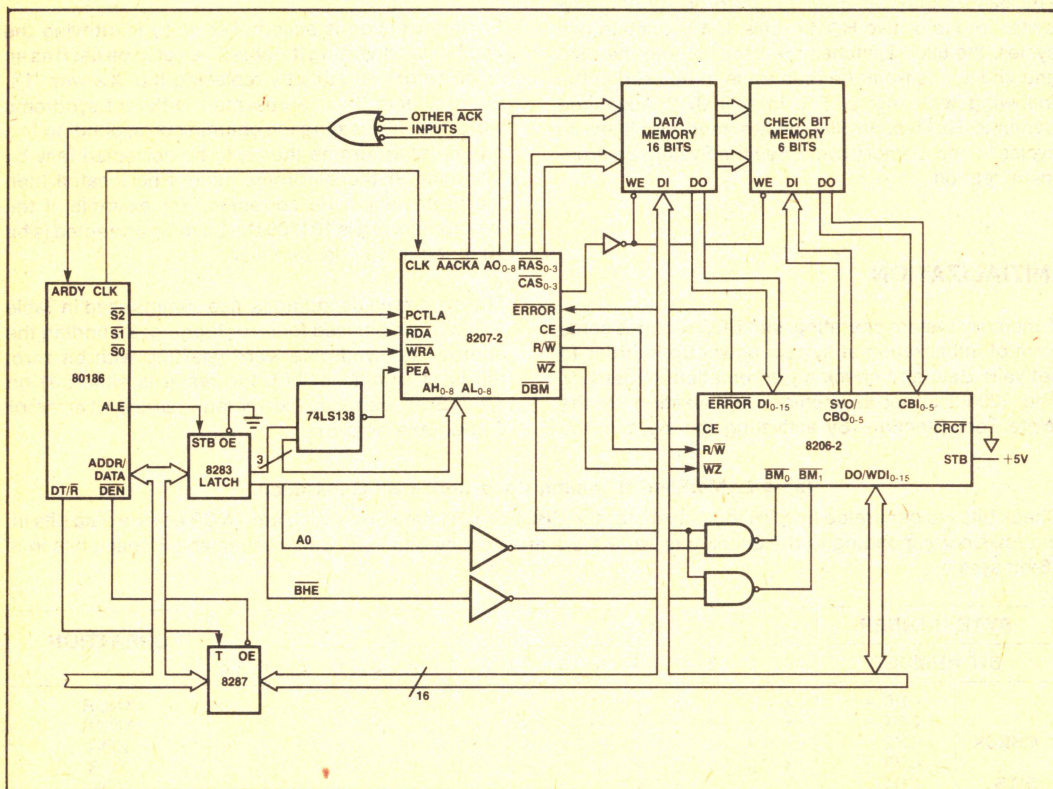 OTHER ACK
INPUTS
DATA
MEMORY
16 BITS
CHECK BIT
MEMORY
6 BITS
WE DI DO
WE DI DO
CLK AACKA AO0-8 RAS0-3
CAS0-3
ERROR
CE
R/W
WZ
PCTLA
RDA
WRA
PEA
8207-2
AH0-8 AL0-8 DBM
ARDY CLK
S2
S1
S0
80186
ALE
ADDR/
DATA
DT/R DEN
STB OE
8283
LATCH
3
74LS138
ERROR DI0-15 SYO/
CBO0-5 CBI0-5
CE
R/W
WZ
CRCT
STB +5V
8206-2
BM0 BM1 DO/WDI0-15
A0
BHE
T OE
8287
16